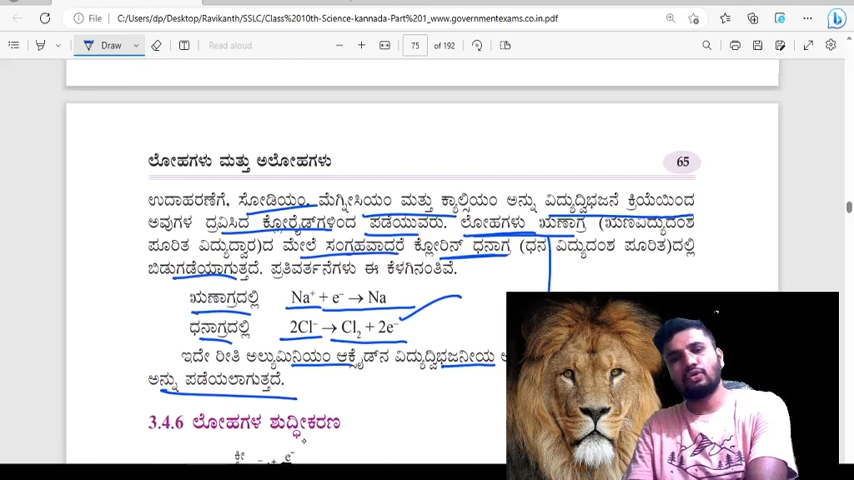 C:/Users/dp/Desktop/Ravikanth/SSLC/Class%2010th-Science-kannada-Part%201_www.governmentexams.co.in.pdf
Draw Read aloud 75 of 192
ಲೋಹಗಳು ಮತ್ತು ಅಲೋಹಗಳು 65
ಉದಾಹರಣೆಗೆ, ಸೋಡಿಯಂ, ಮೆಗ್ನೀಸಿಯಂ ಮತ್ತು ಕ್ಯಾಲ್ಸಿಯಂ ಅನ್ನು ವಿದ್ಯುದ್ವಿಭಜನೆ ಕ್ರಿಯೆಯಿಂದ
ಅವುಗಳ ದ್ರವಿಸಿದ ಕ್ಲೋರೈಡ್‌ಗಳಿಂದ ಪಡೆಯುವರು. ಲೋಹಗಳು ಋಣಾಗ್ರ (ಋಣವಿದ್ಯುದಂಶ
ಪೂರಿತ ವಿದ್ಯುದ್ವಾರ)ದ ಮೇಲೆ ಸಂಗ್ರಹವಾದರೆ ಕ್ಲೋರಿನ್ ಧನಾಗ್ರ (ಧನ ವಿದ್ಯುದಂಶ ಪೂರಿತ)ದಲ್ಲಿ
ಬಿಡುಗಡೆಯಾಗುತ್ತದೆ. ಪ್ರತಿವರ್ತನೆಗಳು ಈ ಕೆಳಗಿನಂತಿವೆ.
ಋಣಾಗ್ರದಲ್ಲಿ Na⁺ + e⁻ → Na
ಧನಾಗ್ರದಲ್ಲಿ 2Cl⁻ → Cl₂ + 2e⁻
ಇದೇ ರೀತಿ ಅಲ್ಯುಮಿನಿಯಂ ಆಕ್ಸೈಡ್‌ನ ವಿದ್ಯುದ್ವಿಭಜನೀಯ
ಅನ್ನು ಪಡೆಯಲಾಗುತ್ತದೆ.
3.4.6 ಲೋಹಗಳ ಶುದ್ಧೀಕರಣ